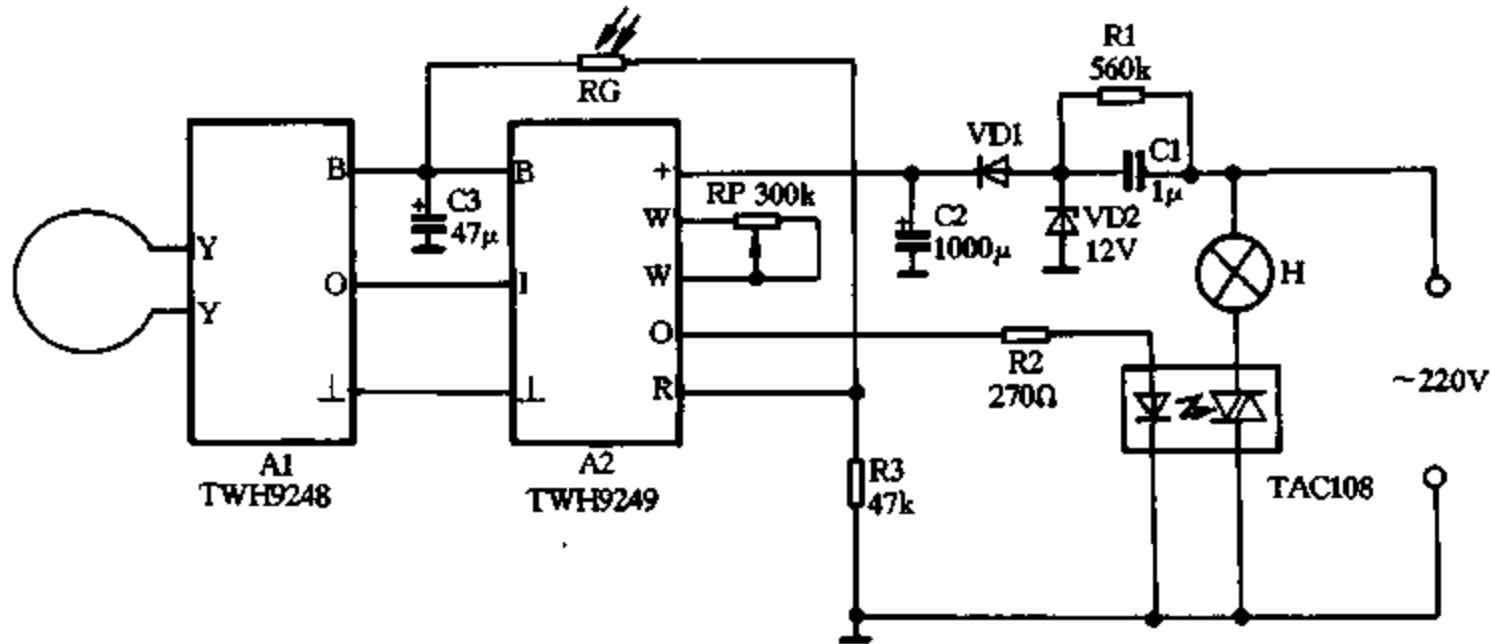 RG
R1
560k
VD1
C1
1μ
B
B
+
RP 300k
C3
47μ
W
C2
1000μ
VD2
12V
Y
W
H
O
I
Y
O
R2
270Ω
~220V
⊥
⊥
R
A1
TWH9248
A2
TWH9249
R3
47k
TAC108